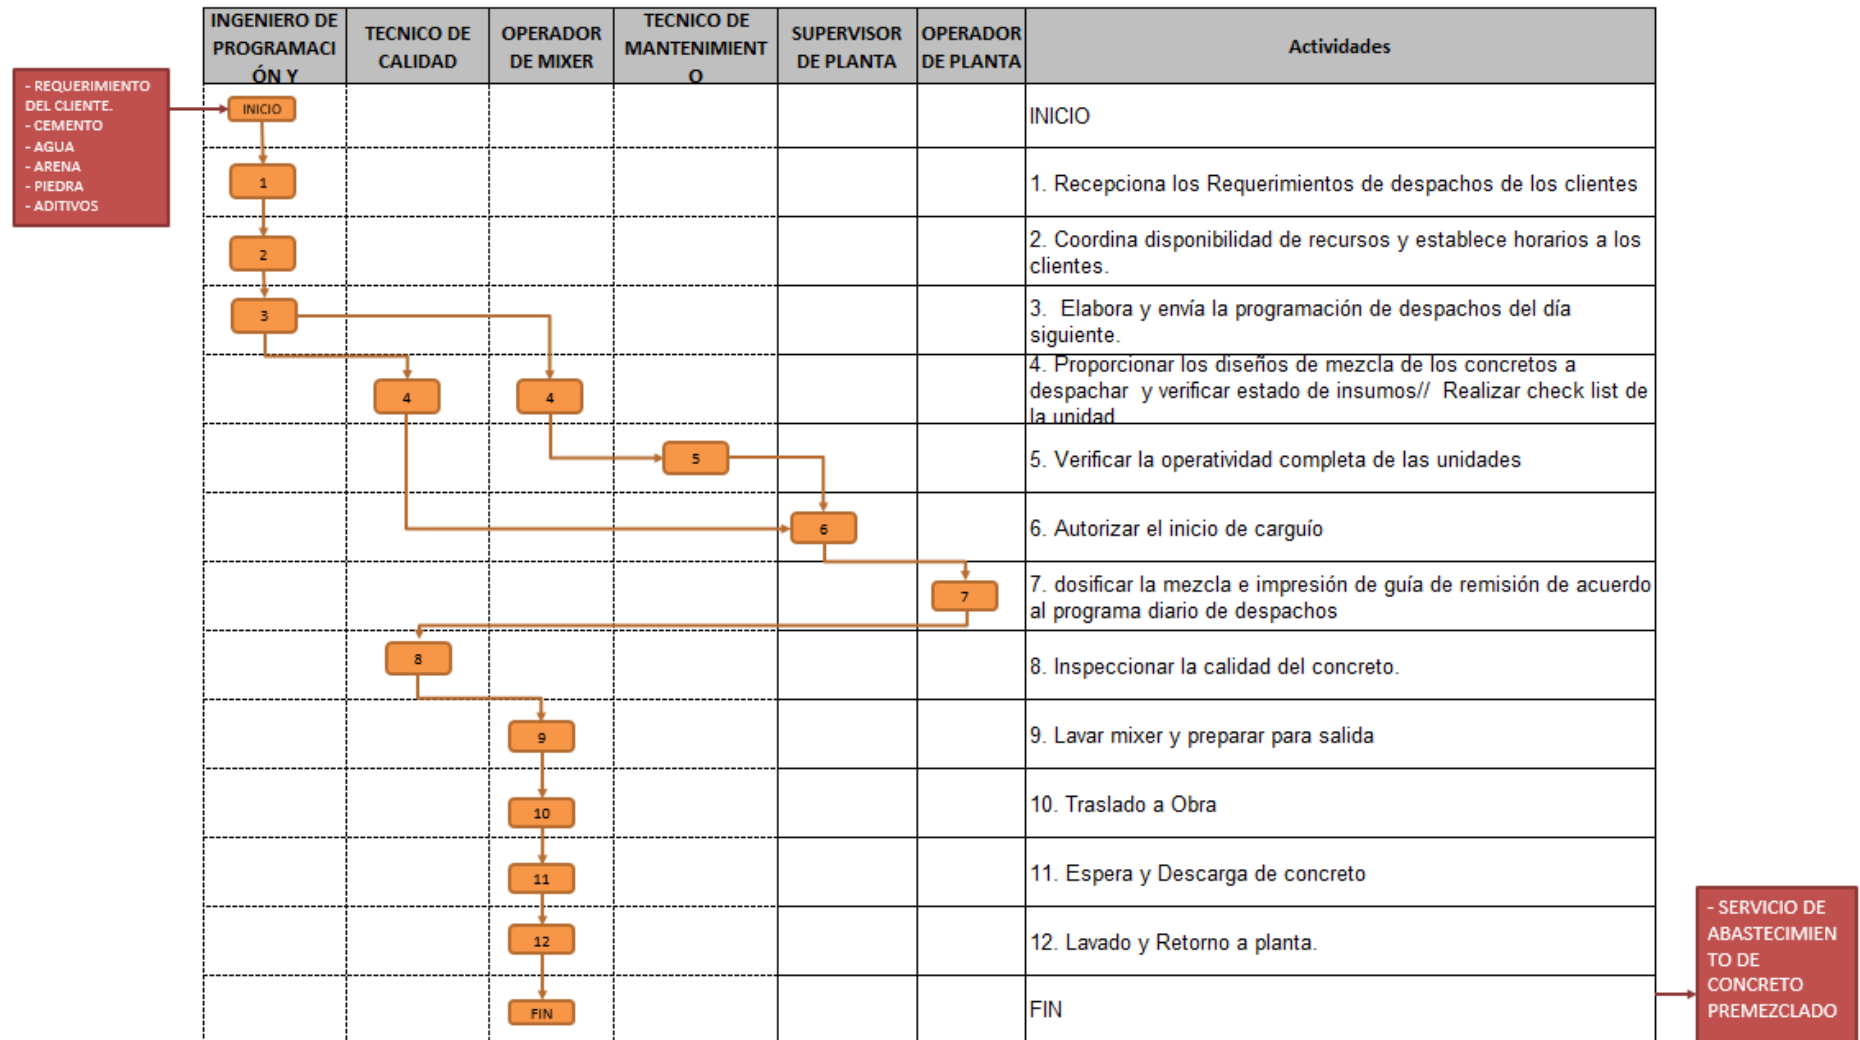 INGENIERO DE
PROGRAMACI
ÓN Y
TECNICO DE
CALIDAD
OPERADOR
DE MIXER
TECNICO DE
MANTENIMIENT
O
SUPERVISOR
DE PLANTA
OPERADOR
DE PLANTA
Actividades
- REQUERIMIENTO
DEL CLIENTE.
- CEMENTO
- AGUA
- ARENA
- PIEDRA
- ADITIVOS
INICIO
INICIO
1
1. Recepciona los Requerimientos de despachos de los clientes
2
2. Coordina disponibilidad de recursos y establece horarios a los
clientes.
3
3. Elabora y envía la programación de despachos del día
siguiente.
4
4
4. Proporcionar los diseños de mezcla de los concretos a
despachar y verificar estado de insumos// Realizar check list de
la unidad
5
5. Verificar la operatividad completa de las unidades
6
6. Autorizar el inicio de carguío
7
7. dosificar la mezcla e impresión de guía de remisión de acuerdo
al programa diario de despachos
8
8. Inspeccionar la calidad del concreto.
9
9. Lavar mixer y preparar para salida
10
10. Traslado a Obra
11
11. Espera y Descarga de concreto
12
12. Lavado y Retorno a planta.
FIN
FIN
- SERVICIO DE
ABASTECIMIEN
TO DE
CONCRETO
PREMEZCLADO